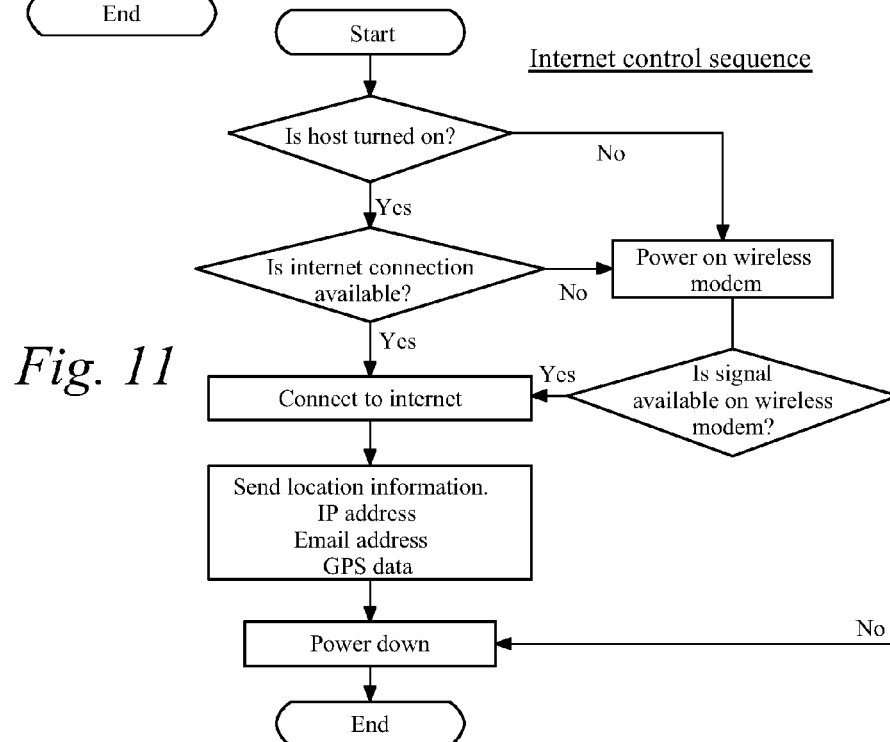 End
Start
Internet control sequence
Is host turned on?
No
Yes
Is internet connection
available?
No
Power on wireless
modem
Yes
Fig. 11
Connect to internet
Yes
Is signal
available on wireless
modem?
Send location information.
IP address
Email address
GPS data
Power down
No
End